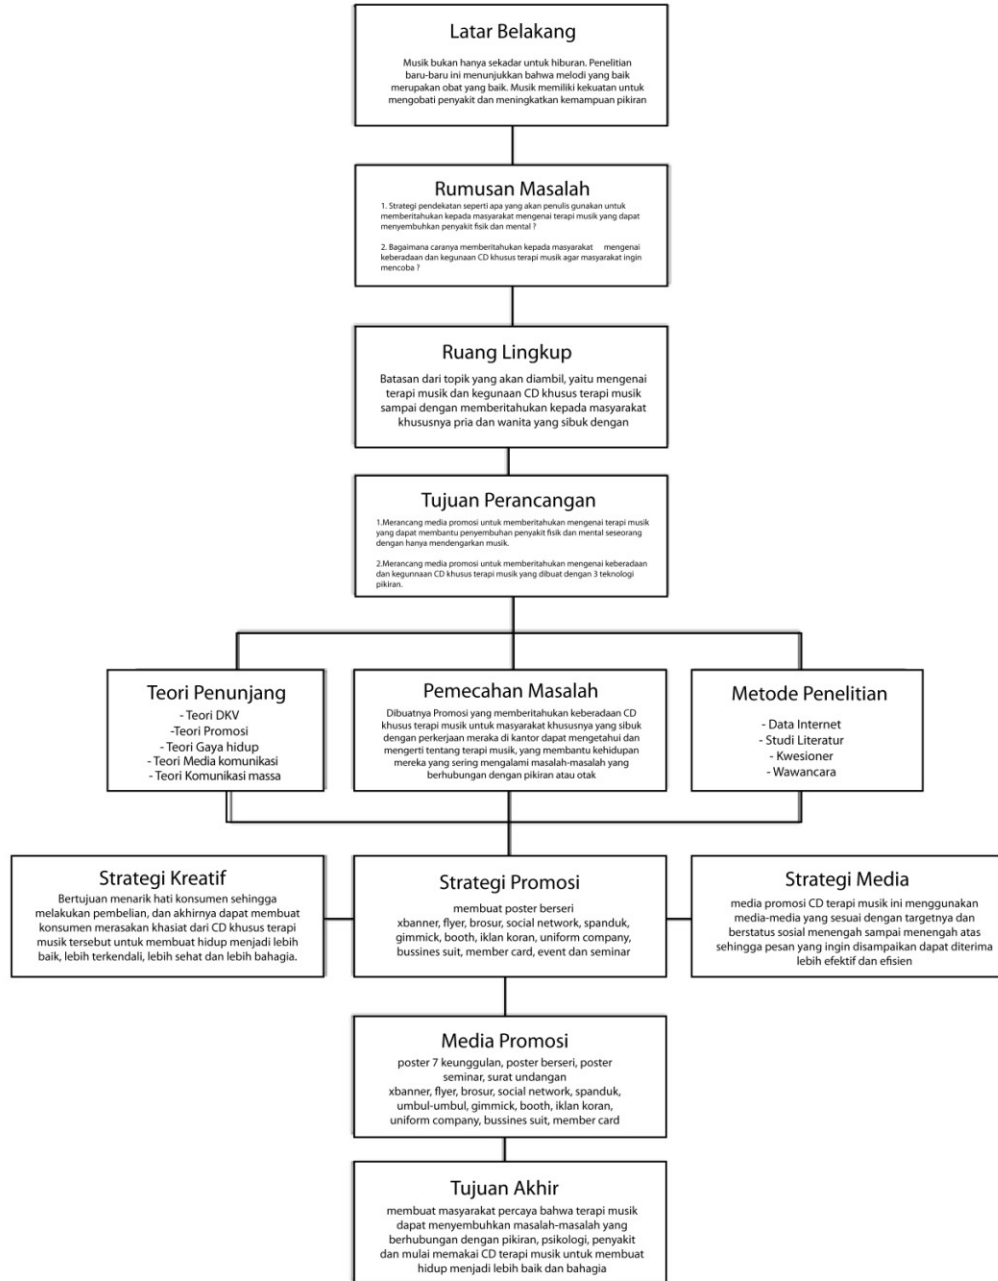 Latar Belakang
Musik bukan hanya sekadar untuk hiburan. Penelitian
baru-baru ini menunjukkan bahwa melodi yang baik
merupakan obat yang baik. Musik memiliki kekuatan untuk
mengobati penyakit dan meningkatkan kemampuan pikiran
Rumusan Masalah
1. Strategi pendekatan seperti apa yang akan penulis gunakan untuk
memberitahukan kepada masyarakat mengenai terapi musik yang dapat
menyembuhkan penyakit fisik dan mental ?
2. Bagaimana caranya memberitahukan kepada masyarakat mengenai
keberadaan dan kegunaan CD khusus terapi musik agar masyarakat ingin
mencoba ?
Ruang Lingkup
Batasan dari topik yang akan diambil, yaitu mengenai
terapi musik dan kegunaan CD khusus terapi musik
sampai dengan memberitahukan kepada masyarakat
khususnya pria dan wanita yang sibuk dengan
Tujuan Perancangan
1.Merancang media promosi untuk memberitahukan mengenai terapi musik
yang dapat membantu penyembuhan penyakit fisik dan mental seseorang
dengan hanya mendengarkan musik.
2.Merancang media promosi untuk memberitahukan mengenai keberadaan
dan kegunnaan CD khusus terapi musik yang dibuat dengan 3 teknologi
pikiran.
Teori Penunjang
- Teori DKV
-Teori Promosi
- Teori Gaya hidup
- Teori Media komunikasi
- Teori Komunikasi massa
Pemecahan Masalah
Dibuatnya Promosi yang memberitahukan keberadaan CD
khusus terapi musik untuk masyarakat khususnya yang sibuk
dengan perkerjaan meraka di kantor dapat mengetahui dan
mengerti tentang terapi musik, yang membantu kehidupan
mereka yang sering mengalami masalah-masalah yang
berhubungan dengan pikiran atau otak
Metode Penelitian
- Data Internet
- Studi Literatur
- Kwesioner
- Wawancara
Strategi Kreatif
Bertujuan menarik hati konsumen sehingga
melakukan pembelian, dan akhirnya dapat membuat
konsumen merasakan khasiat dari CD khusus terapi
musik tersebut untuk membuat hidup menjadi lebih
baik, lebih terkendali, lebih sehat dan lebih bahagia.
Strategi Promosi
membuat poster berseri
xbanner, flyer, brosur, social network, spanduk,
gimmick, booth, iklan koran, uniform company,
bussines suit, member card, event dan seminar
Strategi Media
media promosi CD terapi musik ini menggunakan
media-media yang sesuai dengan targetnya dan
berstatus sosial menengah sampai menengah atas
sehingga pesan yang ingin disampaikan dapat diterima
lebih efektif dan efisien
Media Promosi
poster 7 keunggulan, poster berseri, poster
seminar, surat undangan
xbanner, flyer, brosur, social network, spanduk,
umbul-umbul, gimmick, booth, iklan koran,
uniform company, bussines suit, member card
Tujuan Akhir
membuat masyarakat percaya bahwa terapi musik
dapat menyembuhkan masalah-masalah yang
berhubungan dengan pikiran, psikologi, penyakit
dan mulai memakai CD terapi musik untuk membuat
hidup menjadi lebih baik dan bahagia